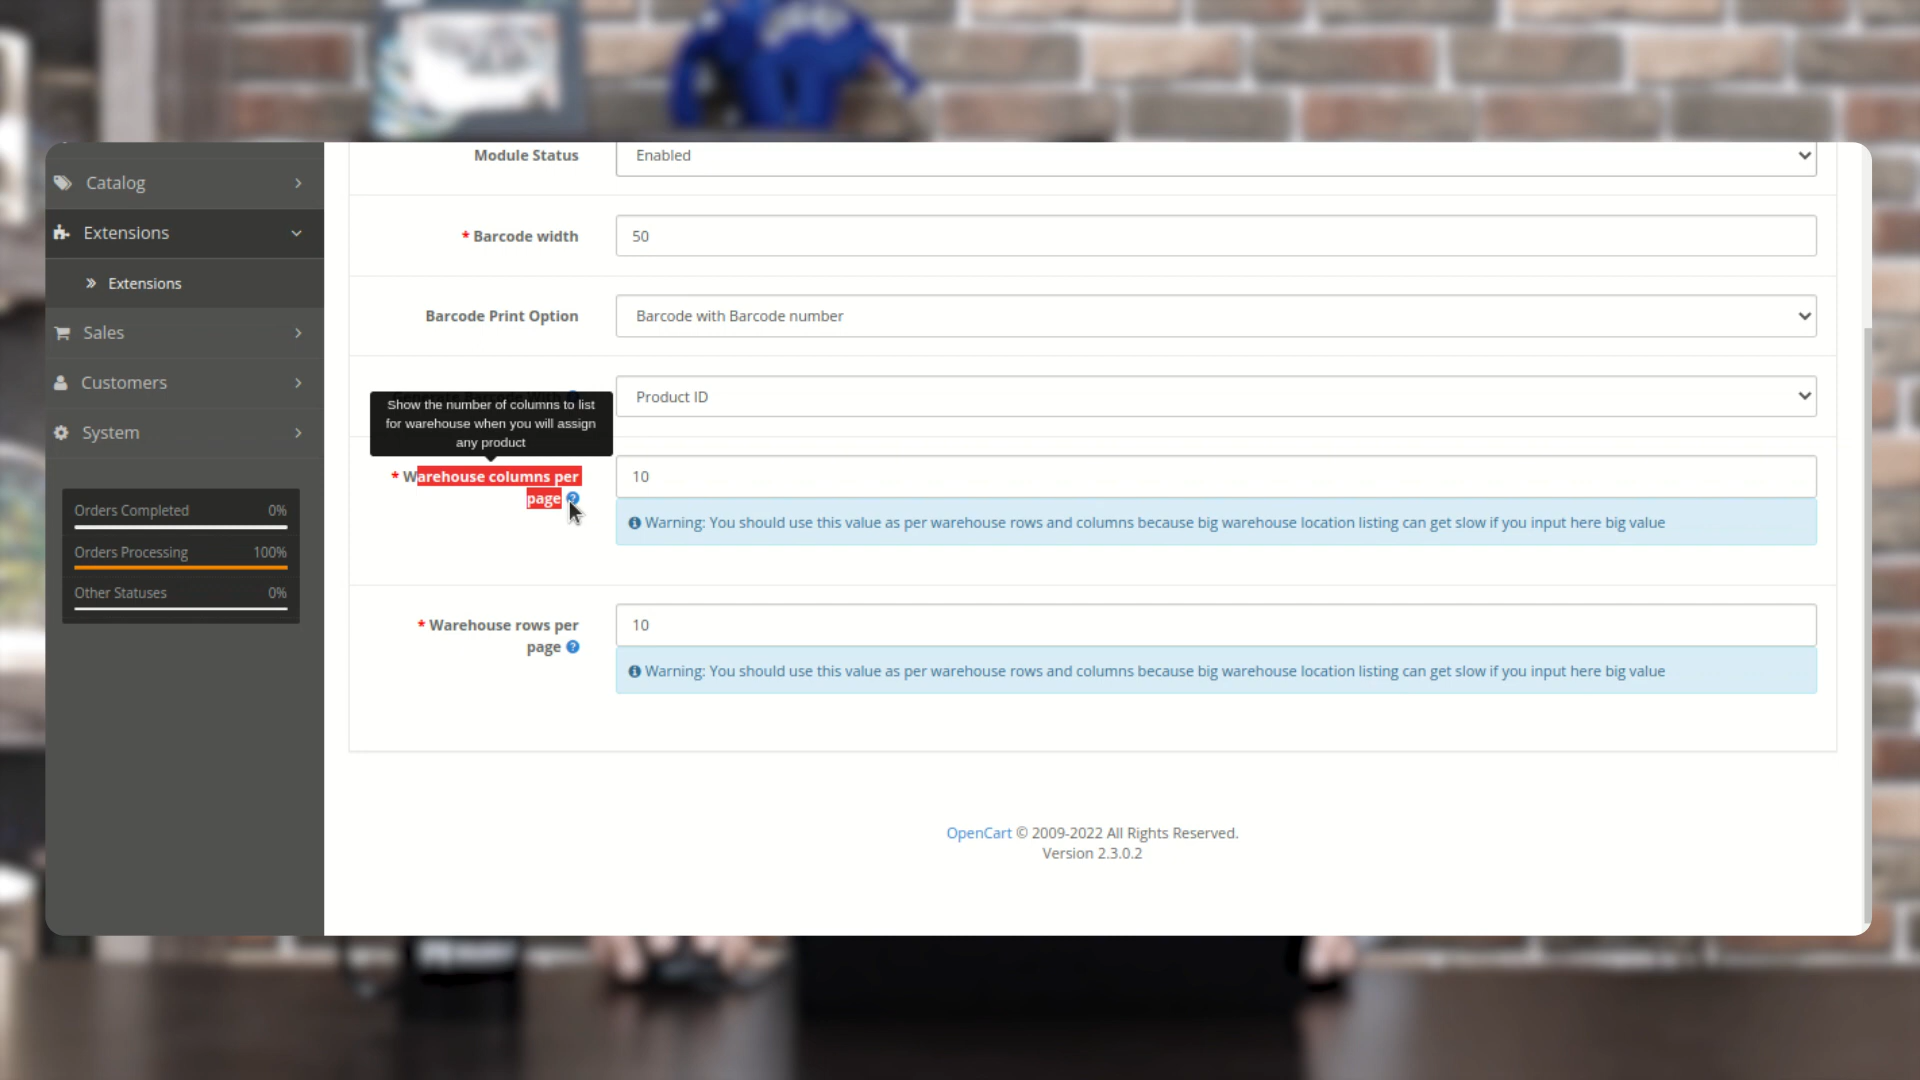 Module Status
Enabled
Catalog
Extensions
* Barcode width
50
Extensions
Barcode Print Option
Barcode with Barcode number
Sales
Customers
Product ID
Show the number of columns to list
for warehouse when you will assign
any product
System
* Warehouse columns per
page
10
Warning: You should use this value as per warehouse rows and columns because big warehouse location listing can get slow if you input here big value
Orders Completed 0%
Orders Processing 100%
Other Statuses 0%
* Warehouse rows per
page
10
Warning: You should use this value as per warehouse rows and columns because big warehouse location listing can get slow if you input here big value
OpenCart © 2009-2022 All Rights Reserved.
Version 2.3.0.2